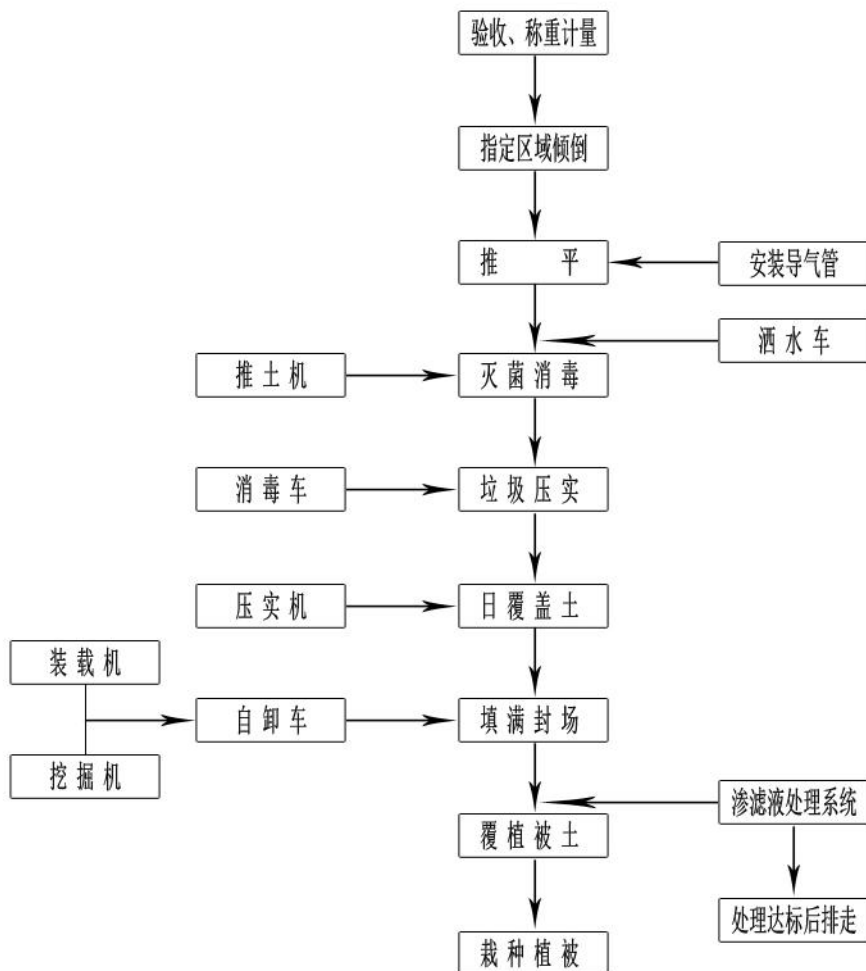 验收、称重计量
指定区域倾倒
推 平
安装导气管
洒水车
推土机
灭菌消毒
消毒车
垃圾压实
压实机
日覆盖土
装载机
自卸车
填满封场
挖掘机
渗滤液处理系统
覆植被土
处理达标后排走
栽种植被